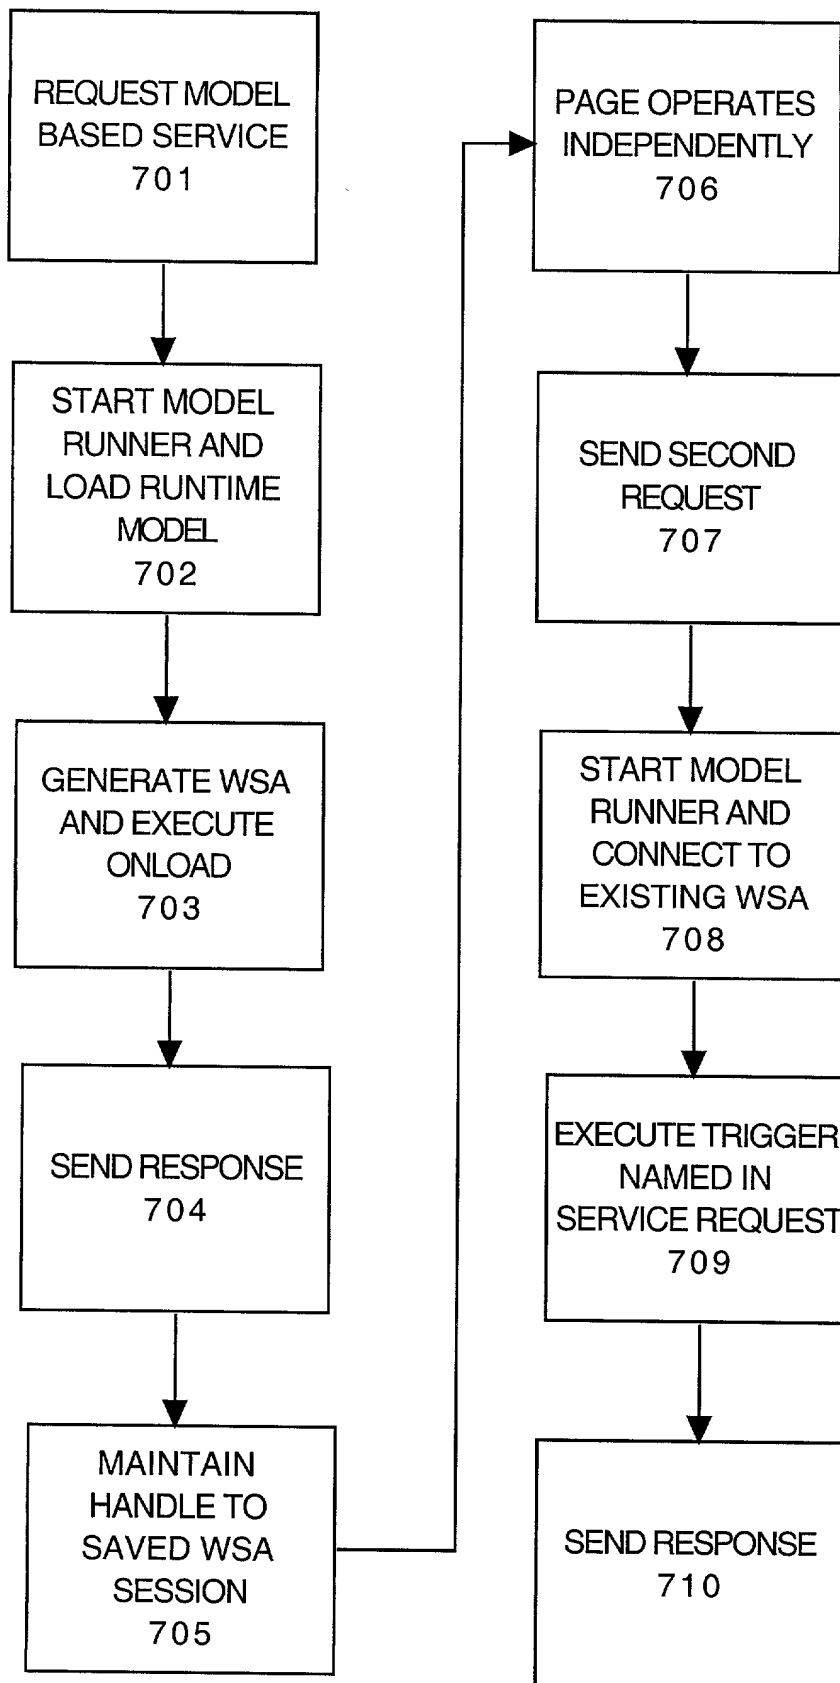 REQUEST MODEL
BASED SERVICE
701
START MODEL
RUNNER AND
LOAD RUNTIME
MODEL
702
GENERATE WSA
AND EXECUTE
ONLOAD
703
SEND RESPONSE
704
MAINTAIN
HANDLE TO
SAVED WSA
SESSION
705
PAGE OPERATES
INDEPENDENTLY
706
SEND SECOND
REQUEST
707
START MODEL
RUNNER AND
CONNECT TO
EXISTING WSA
708
EXECUTE TRIGGER
NAMED IN
SERVICE REQUEST
709
SEND RESPONSE
710